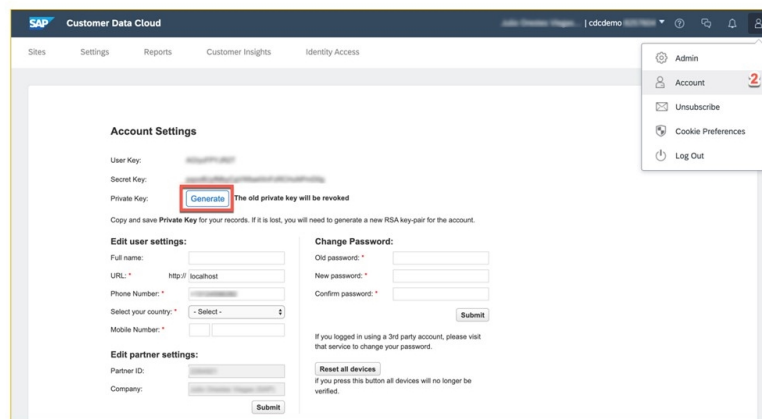 SAP Customer Data Cloud | cdcdemo
Sites Settings Reports Customer Insights Identity Access
Admin
Account 2
Unsubscribe
Cookie Preferences
Log Out
Account Settings
User Key:
Secret Key:
Private Key: Generate The old private key will be revoked
Copy and save Private Key for your records. If it is lost, you will need to generate a new RSA key-pair for the account.
Edit user settings:
Full name:
URL: * http:// localhost
Phone Number: *
Select your country: * - Select -
Mobile Number: *
Edit partner settings:
Partner ID:
Company:
Submit
Change Password:
Old password: *
New password: *
Confirm password: *
Submit
If you logged in using a 3rd party account, please visit
that service to change your password.
Reset all devices
if you press this button all devices will no longer be
verified.